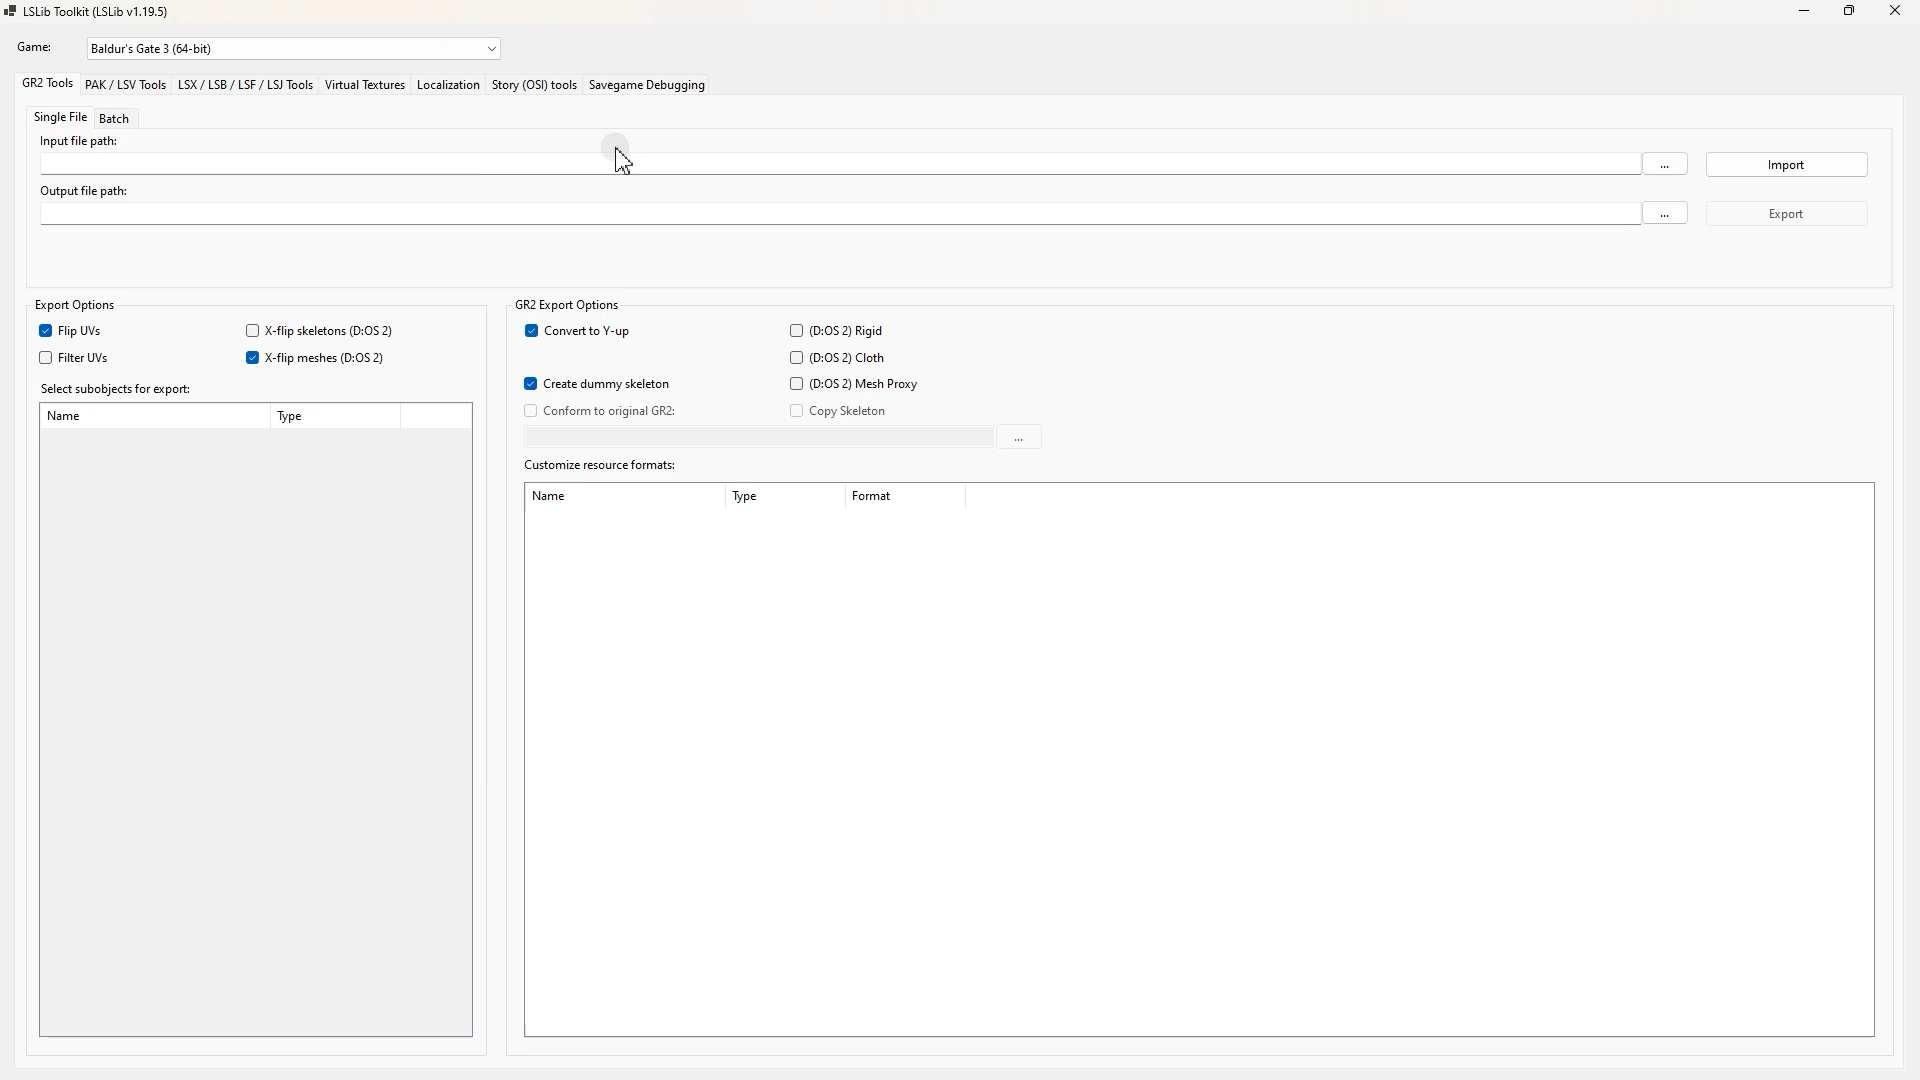 LSLib Toolkit (LSLib v1.19.5)
Game: Baldur's Gate 3 (64-bit)
GR2 Tools PAK / LSV Tools LSX / LSB / LSF / LSJ Tools Virtual Textures Localization Story (OSI) tools Savegame Debugging
Single File Batch
Input file path:
... Import
Output file path:
... Export
Export Options
Flip UVs X-flip skeletons (D:OS 2)
Filter UVs X-flip meshes (D:OS 2)
Select subobjects for export:
Name Type
GR2 Export Options
Convert to Y-up (D:OS 2) Rigid
(D:OS 2) Cloth
Create dummy skeleton (D:OS 2) Mesh Proxy
Conform to original GR2: Copy Skeleton
...
Customize resource formats:
Name Type Format